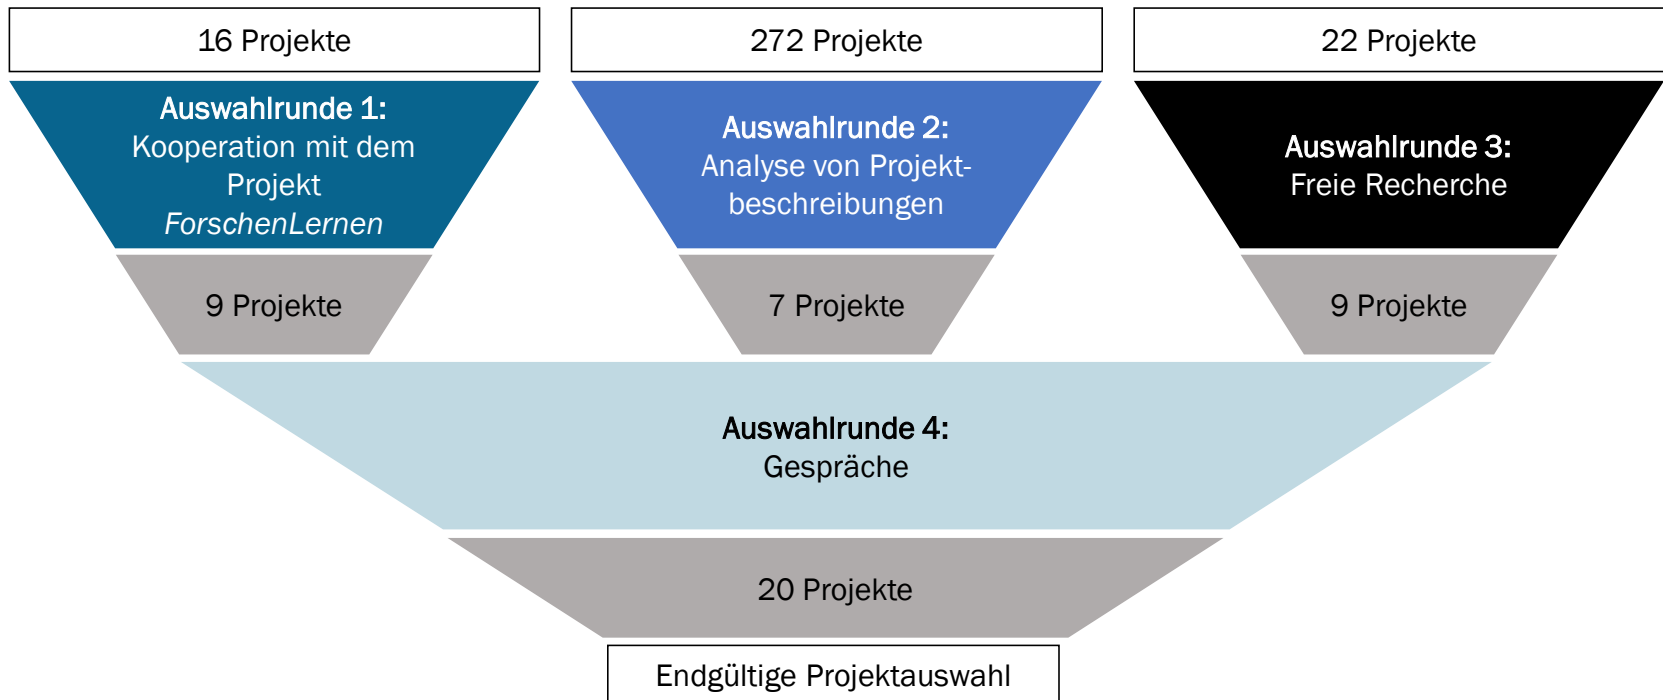 16 Projekte
272 Projekte
22 Projekte
Auswahlrunde 1:
Kooperation mit dem
Projekt
ForschenLernen
Auswahlrunde 2:
Analyse von Projekt-
beschreibungen
Auswahlrunde 3:
Freie Recherche
9 Projekte
7 Projekte
9 Projekte
Auswahlrunde 4:
Gespräche
20 Projekte
Endgültige Projektauswahl